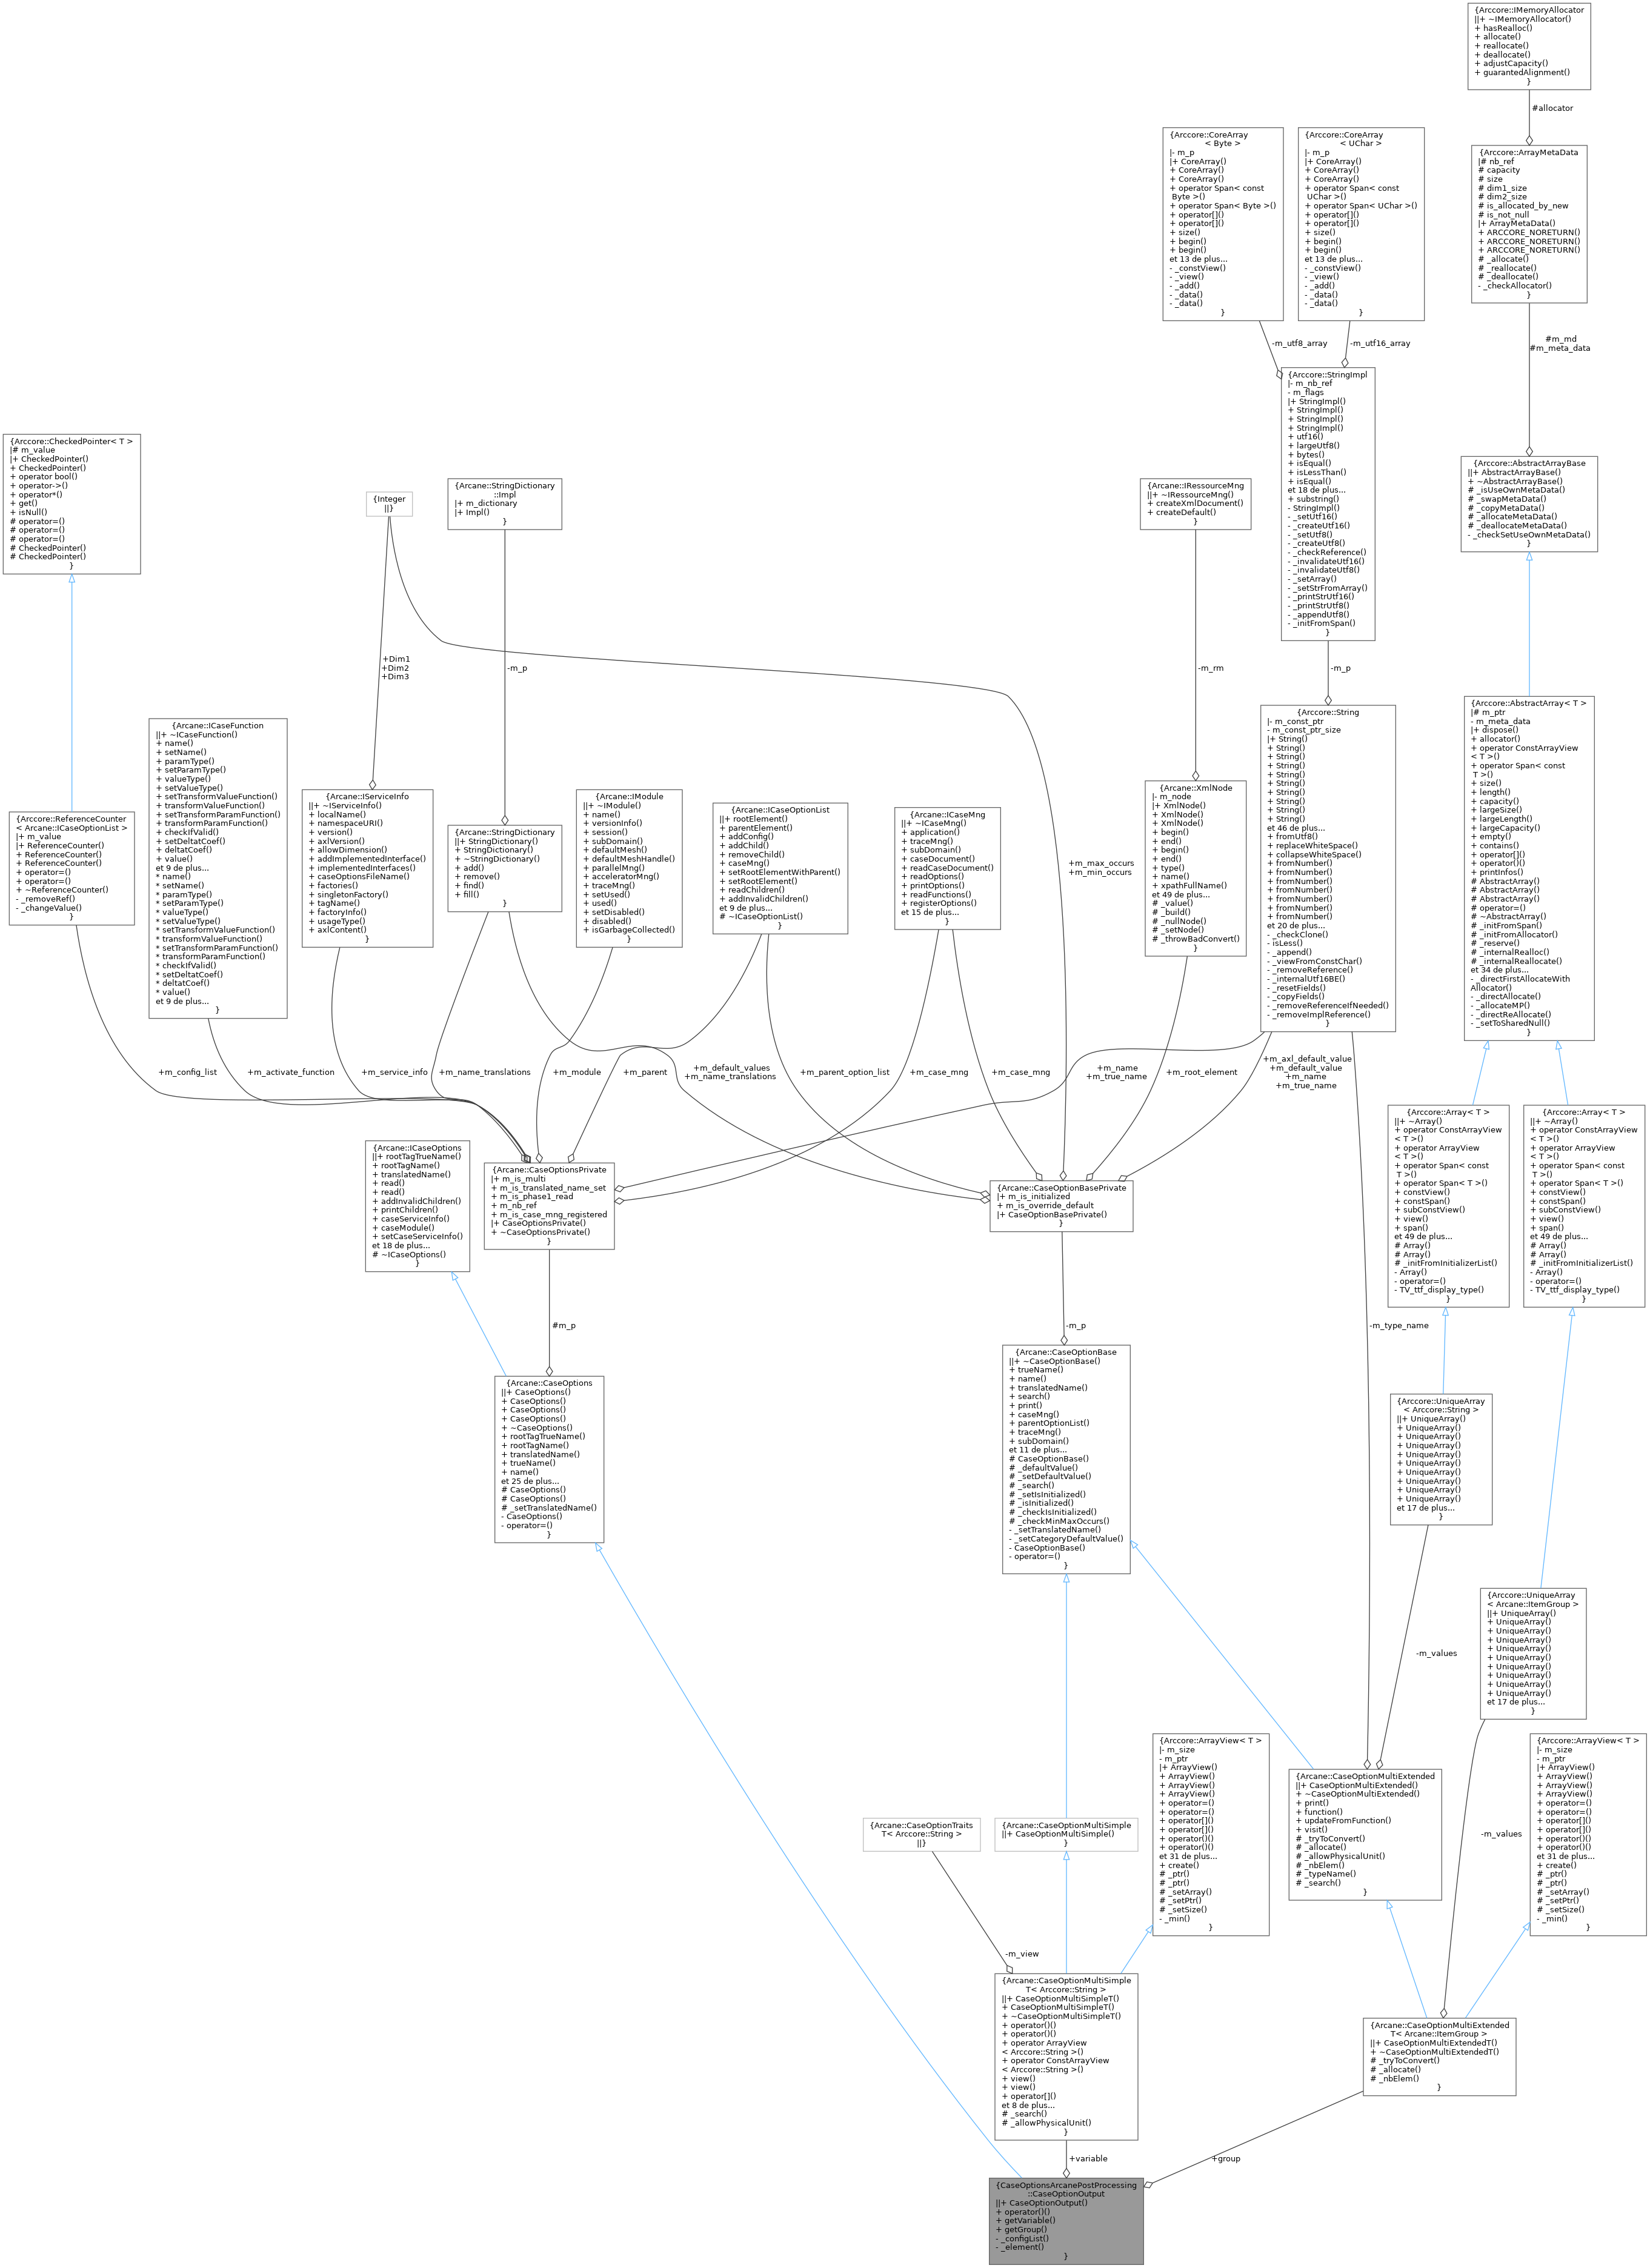 {Arccore::IMemoryAllocator
||+ ~IMemoryAllocator()
+ hasRealloc()
+ allocate()
+ reallocate()
+ deallocate()
+ adjustCapacity()
+ guarantedAlignment()
}
#allocator
{Arccore::CoreArray
< Byte >
|- m_p
|+ CoreArray()
+ CoreArray()
+ CoreArray()
+ operator Span< const
Byte >()
+ operator Span< Byte >()
+ operator[]()
+ operator[]()
+ size()
+ begin()
+ begin()
et 13 de plus...
- _constView()
- _view()
- _add()
- _data()
- _data()
}
{Arccore::CoreArray
< UChar >
|- m_p
|+ CoreArray()
+ CoreArray()
+ CoreArray()
+ operator Span< const
UChar >()
+ operator Span< UChar >()
+ operator[]()
+ operator[]()
+ size()
+ begin()
+ begin()
et 13 de plus...
- _constView()
- _view()
- _add()
- _data()
- _data()
}
{Arccore::ArrayMetaData
|# nb_ref
# capacity
# size
# dim1_size
# dim2_size
# is_allocated_by_new
# is_not_null
|+ ArrayMetaData()
+ ARCCORE_NORETURN()
+ ARCCORE_NORETURN()
+ ARCCORE_NORETURN()
# _allocate()
# _reallocate()
# _deallocate()
- _checkAllocator()
}
-m_utf8_array
-m_utf16_array
#m_md
#m_meta_data
{Arccore::StringImpl
|- m_nb_ref
- m_flags
|+ StringImpl()
+ StringImpl()
+ StringImpl()
+ StringImpl()
+ utf16()
+ largeUtf8()
+ bytes()
+ isEqual()
+ isLessThan()
+ isEqual()
et 18 de plus...
+ substring()
- StringImpl()
- _setUtf16()
- _createUtf16()
- _setUtf8()
- _createUtf8()
- _checkReference()
- _invalidateUtf16()
- _invalidateUtf8()
- _setArray()
- _setStrFromArray()
- _printStrUtf16()
- _printStrUtf8()
- _appendUtf8()
- _initFromSpan()
}
{Arccore::CheckedPointer< T >
|# m_value
|+ CheckedPointer()
+ CheckedPointer()
+ operator bool()
+ operator->()
+ operator*()
+ get()
+ isNull()
# operator=()
# operator=()
# operator=()
# CheckedPointer()
# CheckedPointer()
}
{Integer
||}
{Arcane::StringDictionary
::Impl
|+ m_dictionary
|+ Impl()
}
{Arcane::IRessourceMng
||+ ~IRessourceMng()
+ createXmlDocument()
+ createDefault()
}
{Arccore::AbstractArrayBase
||+ AbstractArrayBase()
+ ~AbstractArrayBase()
# _isUseOwnMetaData()
# _swapMetaData()
# _copyMetaData()
# _allocateMetaData()
# _deallocateMetaData()
- _checkSetUseOwnMetaData()
}
+Dim1
+Dim2
+Dim3
-m_p
-m_rm
-m_p
{Arcane::ICaseFunction
||+ ~ICaseFunction()
+ name()
+ setName()
+ paramType()
+ setParamType()
+ valueType()
+ setValueType()
+ setTransformValueFunction()
+ transformValueFunction()
+ setTransformParamFunction()
+ transformParamFunction()
+ checkIfValid()
+ setDeltatCoef()
+ deltatCoef()
+ value()
et 9 de plus...
* name()
* setName()
* paramType()
* setParamType()
* valueType()
* setValueType()
* setTransformValueFunction()
* transformValueFunction()
* setTransformParamFunction()
* transformParamFunction()
* checkIfValid()
* setDeltatCoef()
* deltatCoef()
* value()
et 9 de plus...
}
{Arccore::ReferenceCounter
< Arcane::ICaseOptionList >
|+ m_value
|+ ReferenceCounter()
+ ReferenceCounter()
+ ReferenceCounter()
+ operator=()
+ operator=()
+ ~ReferenceCounter()
- _removeRef()
- _changeValue()
}
{Arcane::IServiceInfo
||+ ~IServiceInfo()
+ localName()
+ namespaceURI()
+ version()
+ axlVersion()
+ allowDimension()
+ addImplementedInterface()
+ implementedInterfaces()
+ caseOptionsFileName()
+ factories()
+ singletonFactory()
+ tagName()
+ factoryInfo()
+ usageType()
+ axlContent()
}
{Arcane::StringDictionary
||+ StringDictionary()
+ StringDictionary()
+ ~StringDictionary()
+ add()
+ remove()
+ find()
+ fill()
}
{Arcane::IModule
||+ ~IModule()
+ name()
+ versionInfo()
+ session()
+ subDomain()
+ defaultMesh()
+ defaultMeshHandle()
+ parallelMng()
+ acceleratorMng()
+ traceMng()
+ setUsed()
+ used()
+ setDisabled()
+ disabled()
+ isGarbageCollected()
}
{Arcane::ICaseOptionList
||+ rootElement()
+ parentElement()
+ addConfig()
+ addChild()
+ removeChild()
+ caseMng()
+ setRootElementWithParent()
+ setRootElement()
+ readChildren()
+ addInvalidChildren()
et 9 de plus...
# ~ICaseOptionList()
}
{Arcane::ICaseMng
||+ ~ICaseMng()
+ application()
+ traceMng()
+ subDomain()
+ caseDocument()
+ readCaseDocument()
+ readOptions()
+ printOptions()
+ readFunctions()
+ registerOptions()
et 15 de plus...
}
+m_max_occurs
+m_min_occurs
{Arcane::XmlNode
|- m_node
|+ XmlNode()
+ XmlNode()
+ XmlNode()
+ begin()
+ end()
+ begin()
+ end()
+ type()
+ name()
+ xpathFullName()
et 49 de plus...
# _value()
# _build()
# _nullNode()
# _setNode()
# _throwBadConvert()
}
{Arccore::String
|- m_const_ptr
- m_const_ptr_size
|+ String()
+ String()
+ String()
+ String()
+ String()
+ String()
+ String()
+ String()
+ String()
+ String()
et 46 de plus...
+ fromUtf8()
+ replaceWhiteSpace()
+ collapseWhiteSpace()
+ fromNumber()
+ fromNumber()
+ fromNumber()
+ fromNumber()
+ fromNumber()
+ fromNumber()
+ fromNumber()
et 20 de plus...
- _checkClone()
- isLess()
- _append()
- _viewFromConstChar()
- _removeReference()
- _internalUtf16BE()
- _resetFields()
- _copyFields()
- _removeReferenceIfNeeded()
- _removeImplReference()
}
{Arccore::AbstractArray< T >
|# m_ptr
- m_meta_data
|+ dispose()
+ allocator()
+ operator ConstArrayView
< T >()
+ operator Span< const
T >()
+ size()
+ length()
+ capacity()
+ largeSize()
+ largeLength()
+ largeCapacity()
+ empty()
+ contains()
+ operator[]()
+ operator()()
+ printInfos()
# AbstractArray()
# AbstractArray()
# AbstractArray()
# operator=()
# ~AbstractArray()
# _initFromSpan()
# _initFromAllocator()
# _reserve()
# _internalRealloc()
# _internalReallocate()
et 34 de plus...
- _directFirstAllocateWith
Allocator()
- _directAllocate()
- _allocateMP()
- _directReAllocate()
- _setToSharedNull()
}
+m_config_list
+m_activate_function
+m_service_info
+m_name_translations
+m_module
+m_parent
+m_default_values
+m_name_translations
+m_parent_option_list
+m_case_mng
+m_case_mng
+m_name
+m_true_name
+m_root_element
+m_axl_default_value
+m_default_value
+m_name
+m_true_name
{Arcane::ICaseOptions
||+ rootTagTrueName()
+ rootTagName()
+ translatedName()
+ read()
+ read()
+ addInvalidChildren()
+ printChildren()
+ caseServiceInfo()
+ caseModule()
+ setCaseServiceInfo()
et 18 de plus...
# ~ICaseOptions()
}
{Arcane::CaseOptionsPrivate
|+ m_is_multi
+ m_is_translated_name_set
+ m_is_phase1_read
+ m_nb_ref
+ m_is_case_mng_registered
|+ CaseOptionsPrivate()
+ ~CaseOptionsPrivate()
}
{Arcane::CaseOptionBasePrivate
|+ m_is_initialized
+ m_is_override_default
|+ CaseOptionBasePrivate()
}
{Arccore::Array< T >
||+ ~Array()
+ operator ConstArrayView
< T >()
+ operator ArrayView
< T >()
+ operator Span< const
T >()
+ operator Span< T >()
+ constView()
+ constSpan()
+ subConstView()
+ view()
+ span()
et 49 de plus...
# Array()
# Array()
# _initFromInitializerList()
- Array()
- operator=()
- TV_ttf_display_type()
}
{Arccore::Array< T >
||+ ~Array()
+ operator ConstArrayView
< T >()
+ operator ArrayView
< T >()
+ operator Span< const
T >()
+ operator Span< T >()
+ constView()
+ constSpan()
+ subConstView()
+ view()
+ span()
et 49 de plus...
# Array()
# Array()
# _initFromInitializerList()
- Array()
- operator=()
- TV_ttf_display_type()
}
#m_p
-m_p
-m_type_name
{Arcane::CaseOptions
||+ CaseOptions()
+ CaseOptions()
+ CaseOptions()
+ CaseOptions()
+ ~CaseOptions()
+ rootTagTrueName()
+ rootTagName()
+ translatedName()
+ trueName()
+ name()
et 25 de plus...
# CaseOptions()
# CaseOptions()
# _setTranslatedName()
- CaseOptions()
- operator=()
}
{Arcane::CaseOptionBase
||+ ~CaseOptionBase()
+ trueName()
+ name()
+ translatedName()
+ search()
+ print()
+ caseMng()
+ parentOptionList()
+ traceMng()
+ subDomain()
et 11 de plus...
# CaseOptionBase()
# _defaultValue()
# _setDefaultValue()
# _search()
# _setIsInitialized()
# _isInitialized()
# _checkIsInitialized()
# _checkMinMaxOccurs()
- _setTranslatedName()
- _setCategoryDefaultValue()
- CaseOptionBase()
- operator=()
}
{Arccore::UniqueArray
< Arccore::String >
||+ UniqueArray()
+ UniqueArray()
+ UniqueArray()
+ UniqueArray()
+ UniqueArray()
+ UniqueArray()
+ UniqueArray()
+ UniqueArray()
+ UniqueArray()
+ UniqueArray()
et 17 de plus...
}
{Arccore::UniqueArray
< Arcane::ItemGroup >
||+ UniqueArray()
+ UniqueArray()
+ UniqueArray()
+ UniqueArray()
+ UniqueArray()
+ UniqueArray()
+ UniqueArray()
+ UniqueArray()
+ UniqueArray()
+ UniqueArray()
et 17 de plus...
}
-m_values
{Arccore::ArrayView< T >
|- m_size
- m_ptr
|+ ArrayView()
+ ArrayView()
+ ArrayView()
+ ArrayView()
+ operator=()
+ operator=()
+ operator[]()
+ operator[]()
+ operator()()
+ operator()()
et 31 de plus...
+ create()
# _ptr()
# _ptr()
# _setArray()
# _setPtr()
# _setSize()
- _min()
}
{Arcane::CaseOptionMultiExtended
||+ CaseOptionMultiExtended()
+ ~CaseOptionMultiExtended()
+ print()
+ function()
+ updateFromFunction()
+ visit()
# _tryToConvert()
# _allocate()
# _allowPhysicalUnit()
# _nbElem()
# _typeName()
# _search()
}
{Arccore::ArrayView< T >
|- m_size
- m_ptr
|+ ArrayView()
+ ArrayView()
+ ArrayView()
+ ArrayView()
+ operator=()
+ operator=()
+ operator[]()
+ operator[]()
+ operator()()
+ operator()()
et 31 de plus...
+ create()
# _ptr()
# _ptr()
# _setArray()
# _setPtr()
# _setSize()
- _min()
}
{Arcane::CaseOptionTraits
T< Arccore::String >
||}
{Arcane::CaseOptionMultiSimple
||+ CaseOptionMultiSimple()
}
-m_values
-m_view
{Arcane::CaseOptionMultiSimple
T< Arccore::String >
||+ CaseOptionMultiSimpleT()
+ CaseOptionMultiSimpleT()
+ ~CaseOptionMultiSimpleT()
+ operator()()
+ operator()()
+ operator ArrayView
< Arccore::String >()
+ operator ConstArrayView
< Arccore::String >()
+ view()
+ view()
+ operator[]()
et 8 de plus...
# _search()
# _allowPhysicalUnit()
}
{Arcane::CaseOptionMultiExtended
T< Arcane::ItemGroup >
||+ CaseOptionMultiExtendedT()
+ ~CaseOptionMultiExtendedT()
# _tryToConvert()
# _allocate()
# _nbElem()
}
+variable
+group
{CaseOptionsArcanePostProcessing
::CaseOptionOutput
||+ CaseOptionOutput()
+ operator()()
+ getVariable()
+ getGroup()
- _configList()
- _element()
}